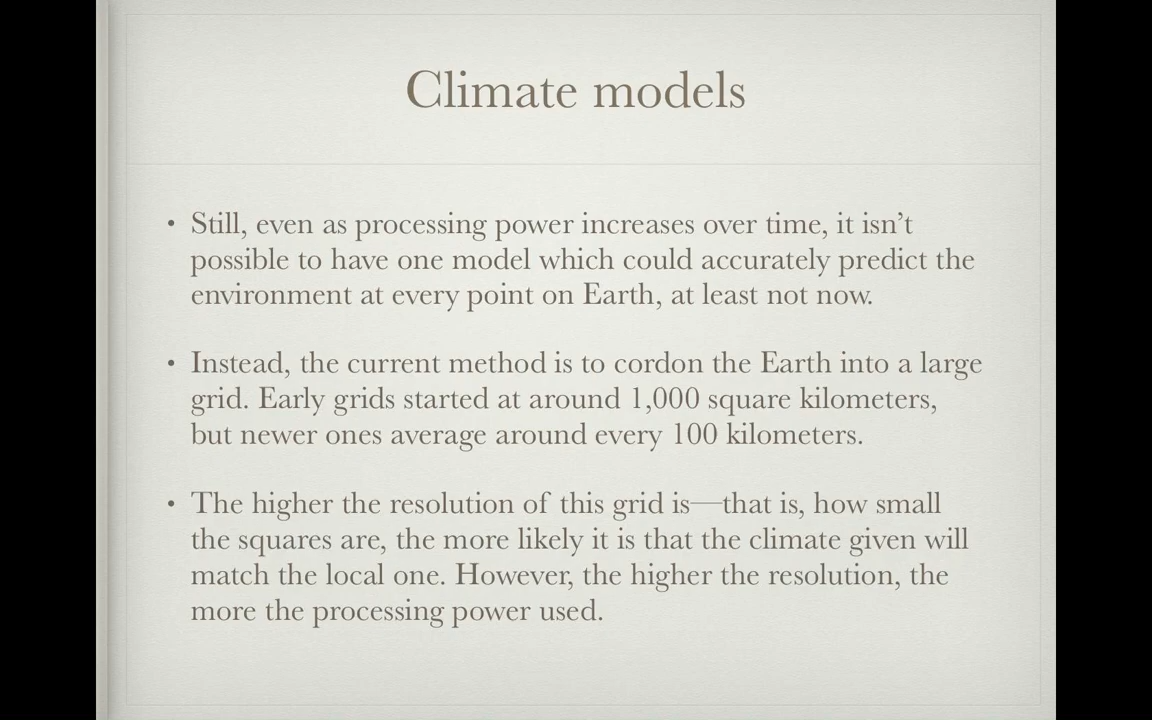 Climate models
• Still, even as processing power increases over time, it isn’t
possible to have one model which could accurately predict the
environment at every point on Earth, at least not now.
• Instead, the current method is to cordon the Earth into a large
grid. Early grids started at around 1,000 square kilometers,
but newer ones average around every 100 kilometers.
• The higher the resolution of this grid is—that is, how small
the squares are, the more likely it is that the climate given will
match the local one. However, the higher the resolution, the
more the processing power used.